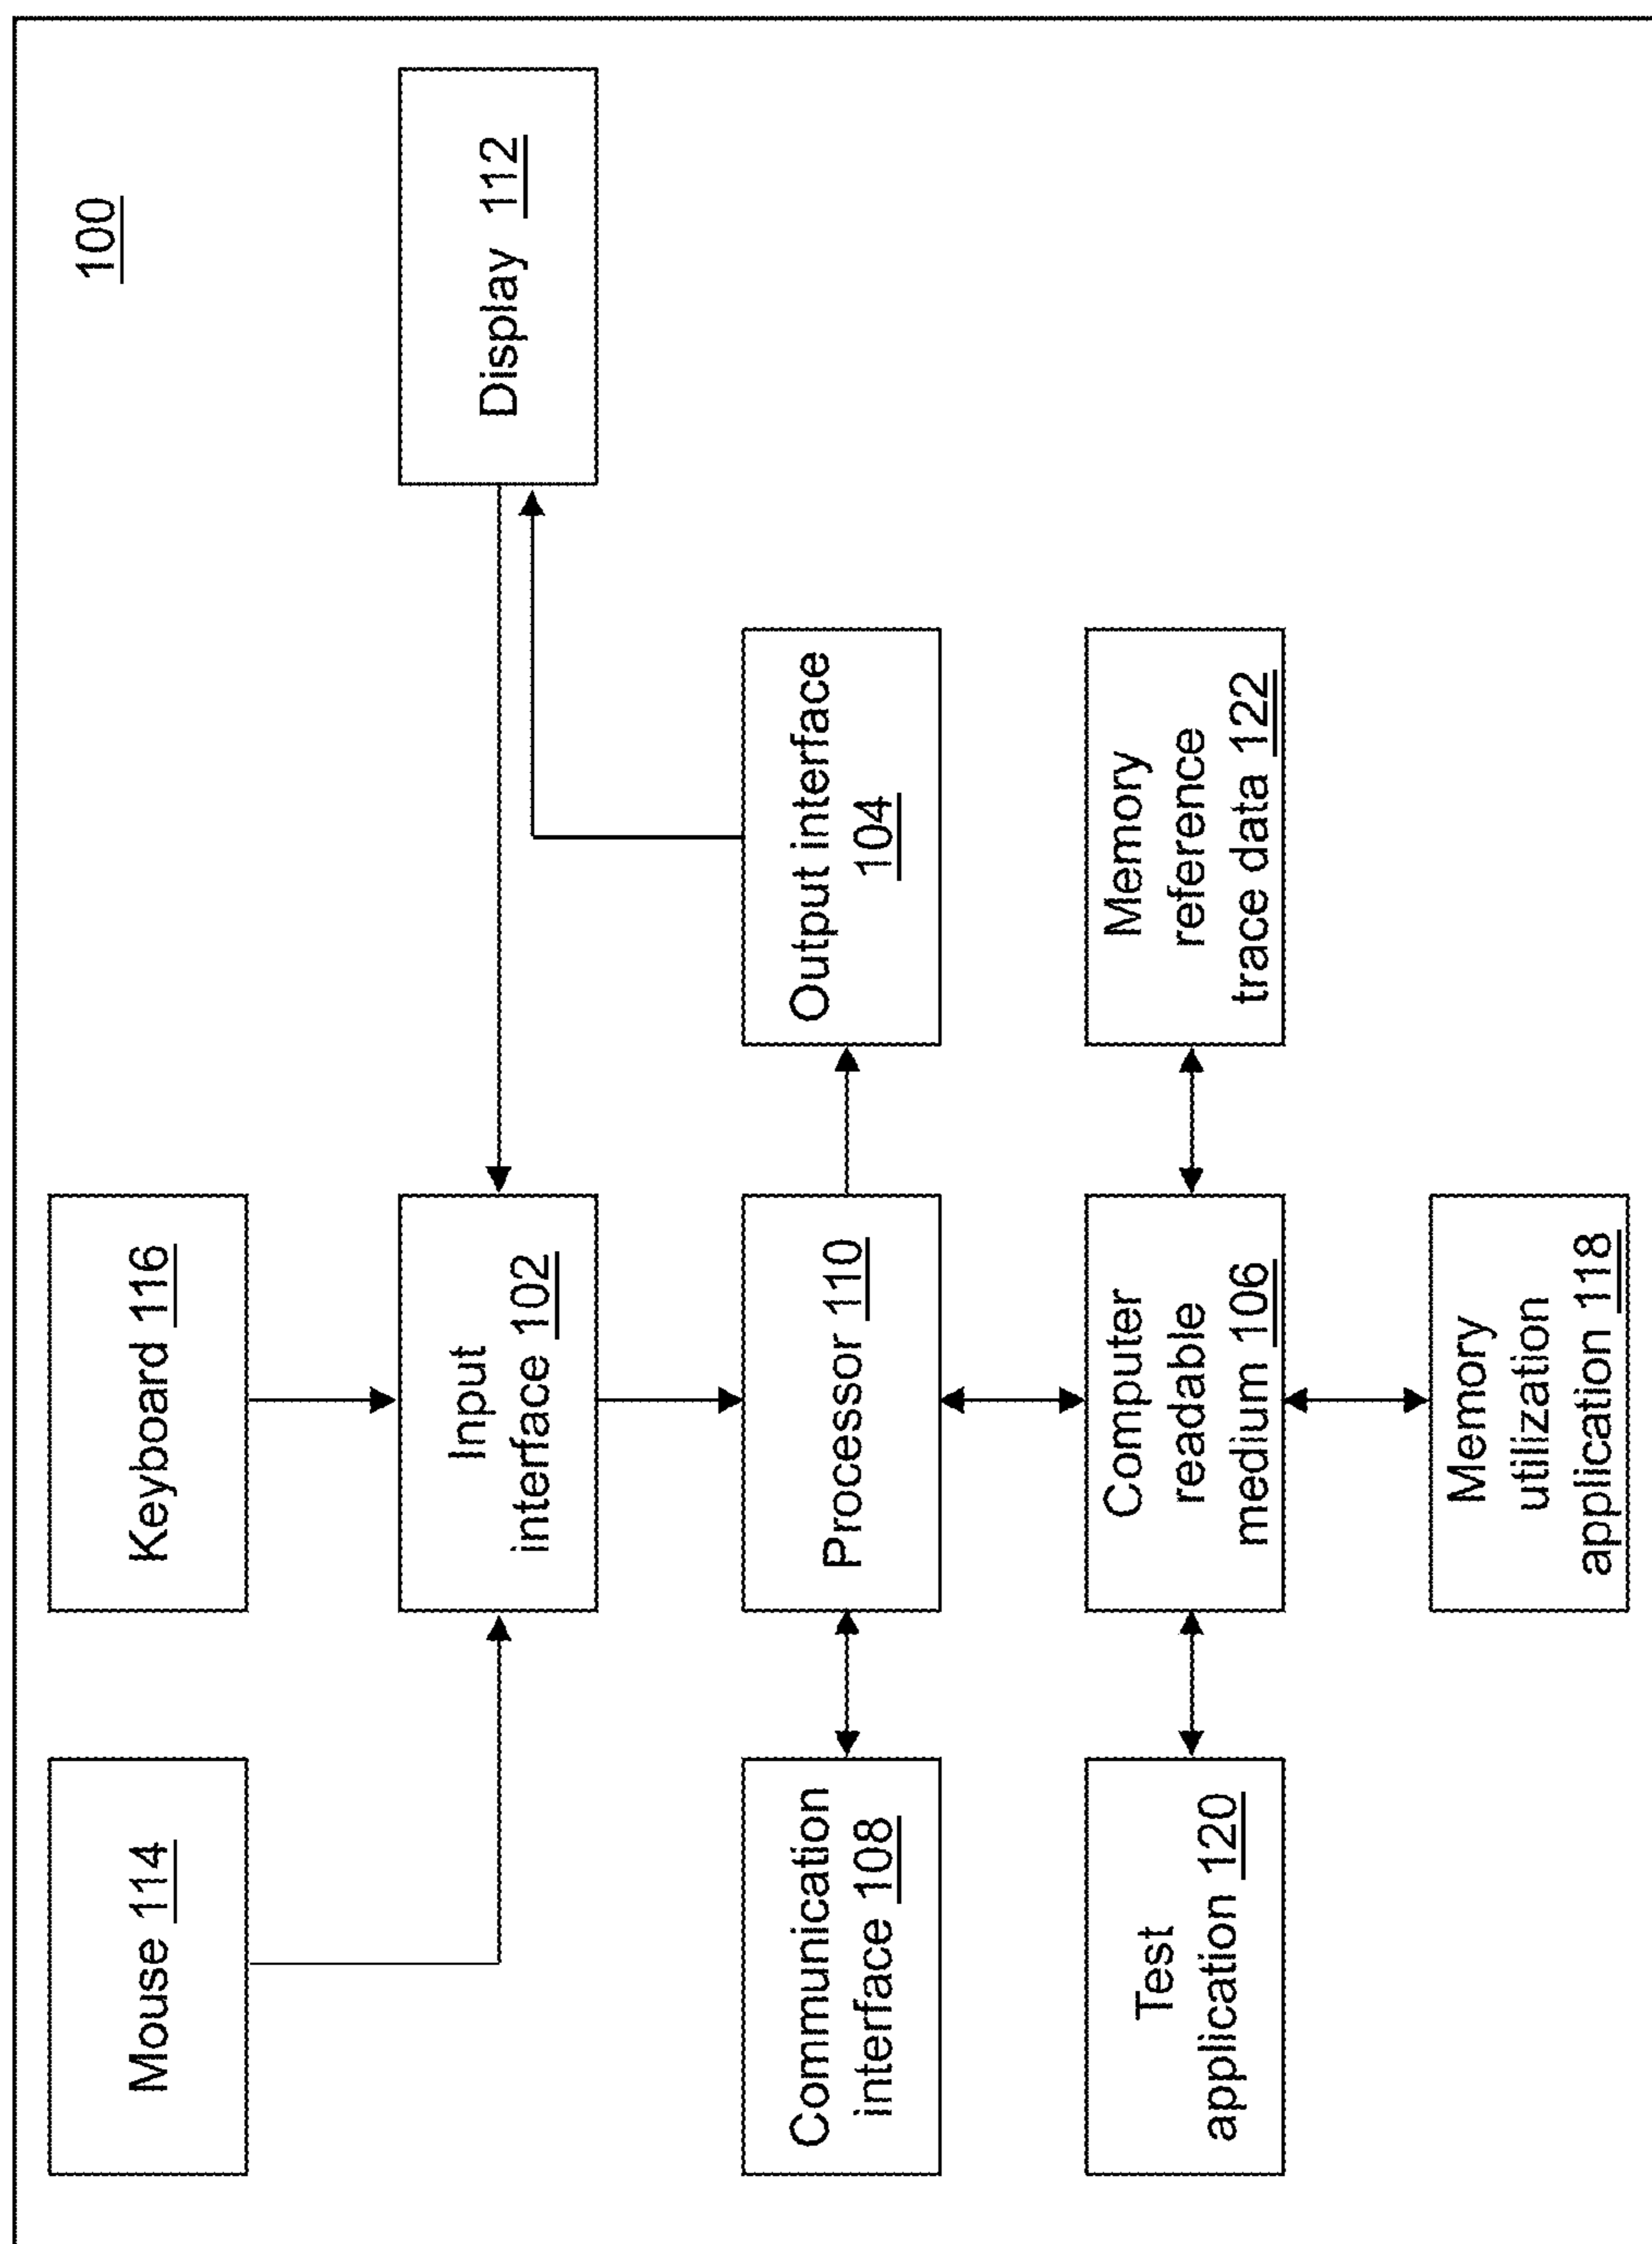 100
Mouse 114
Keyboard 116
Input
interface 102
Display 112
Communication
interface 108
Processor 110
Output interface
104
Test
application 120
Computer
readable
medium 106
Memory
reference
trace data 122
Memory
utilization
application 118